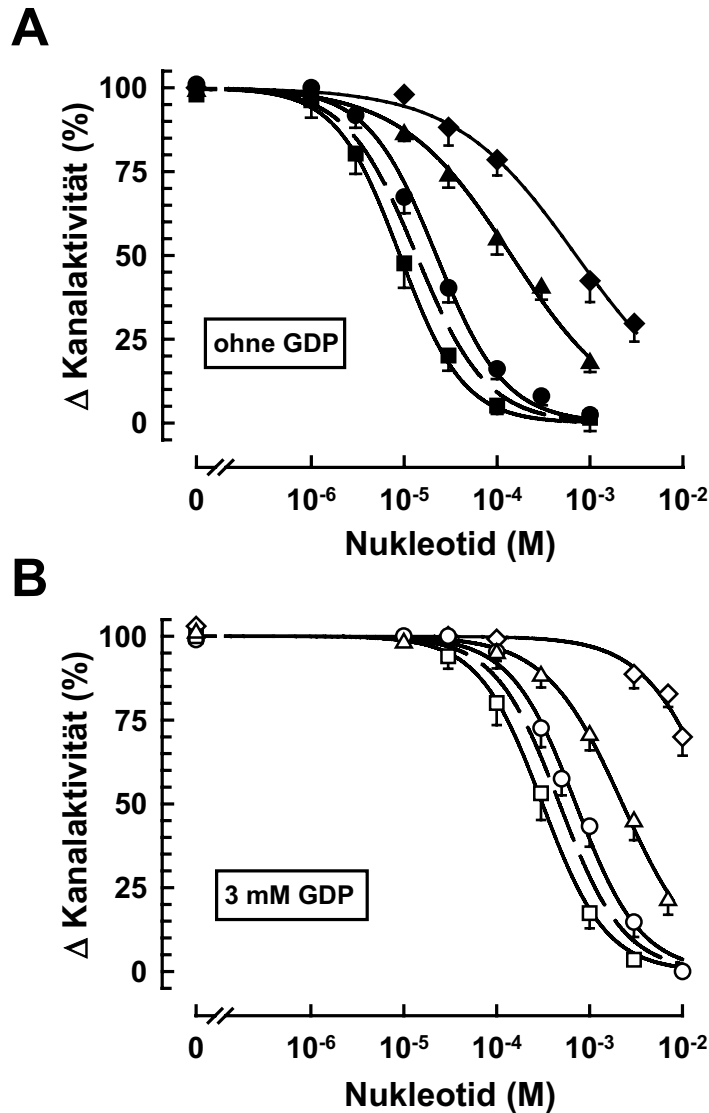 A
Δ Kanalaktivität (%)
100
75
50
25
0
ohne GDP
0 10⁻⁶ 10⁻⁵ 10⁻⁴ 10⁻³ 10⁻²
Nukleotid (M)
B
Δ Kanalaktivität (%)
100
75
50
25
0
3 mM GDP
0 10⁻⁶ 10⁻⁵ 10⁻⁴ 10⁻³ 10⁻²
Nukleotid (M)